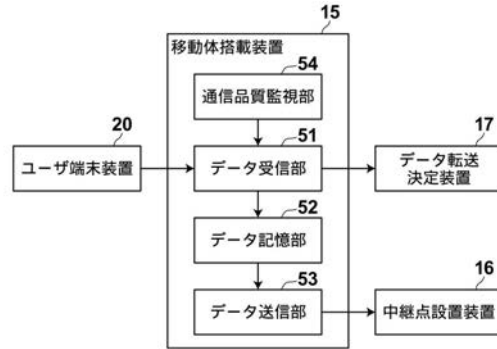 15
移動体搭載装置
54
通信品質監視部
20
ユーザ端末装置
51
データ受信部
17
データ転送
決定装置
52
データ記憶部
53
データ送信部
16
中継点設置装置